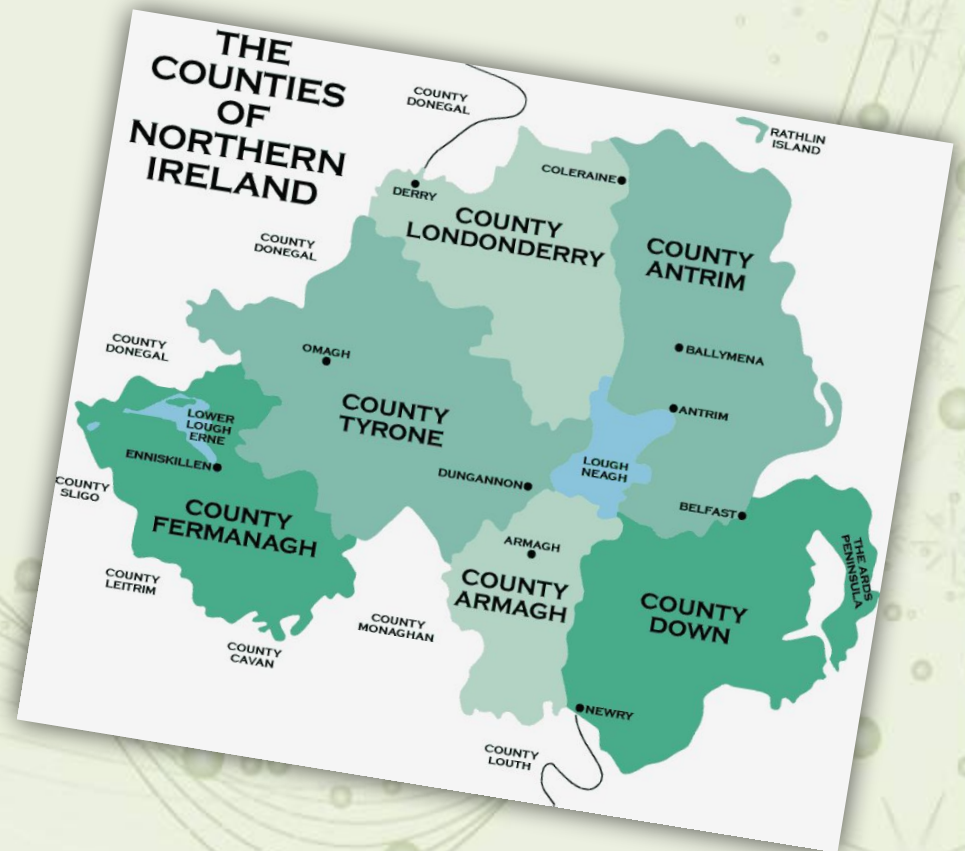 THE
COUNTIES
OF
NORTHERN
IRELAND
COUNTY
DONEGAL
RATHLIN
ISLAND
COLERAINE
DERRY
COUNTY
LONDONDERRY
COUNTY
ANTRIM
COUNTY
DONEGAL
COUNTY
DONEGAL
OMAGH
BALLYMENA
COUNTY
TYRONE
ANTRIM
LOWER
LOUGH
ERNE
ENNISKILLEN
LOUGH
NEAGH
DUNGANNON
COUNTY
SLIGO
BELFAST
COUNTY
FERMANAGH
ARMAGH
THE ARDS
PENINSULA
COUNTY
LEITRIM
COUNTY
ARMAGH
COUNTY
DOWN
COUNTY
MONAGHAN
COUNTY
CAVAN
NEWRY
COUNTY
LOUTH